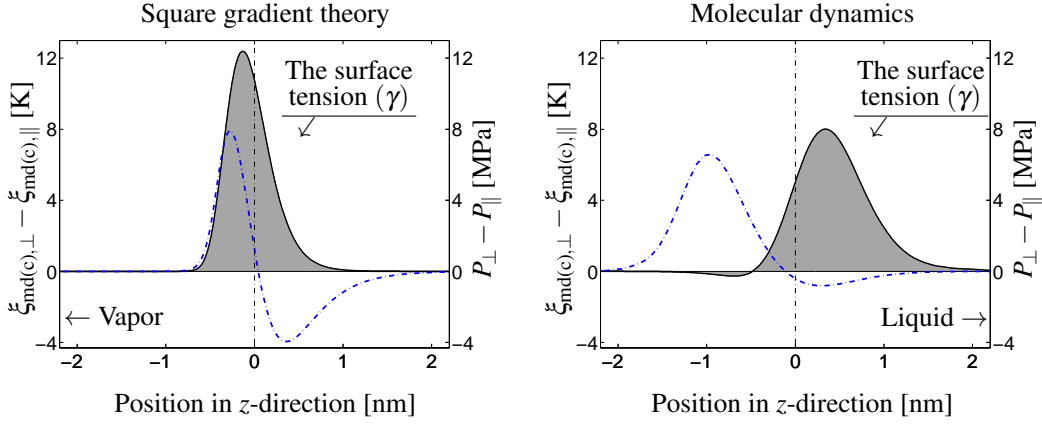 Square gradient theory
Molecular dynamics
ξmd(c),⊥ − ξmd(c),∥ [K]
12
8
4
0
−4
The surface
tension (γ)
← Vapor
12
8
4
0
−4
P⊥ − P∥ [MPa]
−2 −1 0 1 2
Position in z-direction [nm]
ξmd(c),⊥ − ξmd(c),∥ [K]
12
8
4
0
−4
The surface
tension (γ)
Liquid →
12
8
4
0
−4
P⊥ − P∥ [MPa]
−2 −1 0 1 2
Position in z-direction [nm]